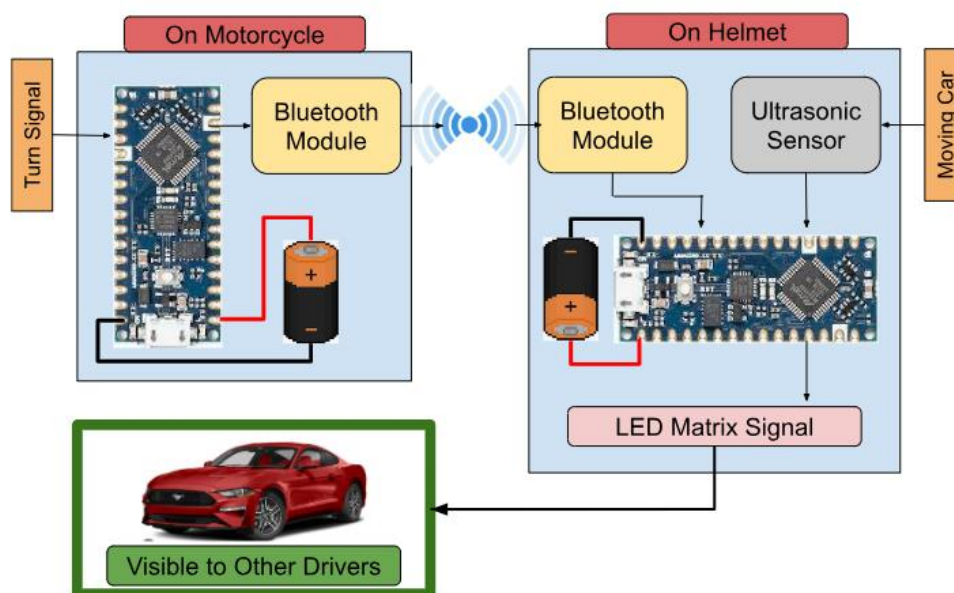 On Motorcycle
On Helmet
Turn Signal
Bluetooth
Module
Bluetooth
Module
Ultrasonic
Sensor
Moving Car
+
−
−
+
LED Matrix Signal
Visible to Other Drivers